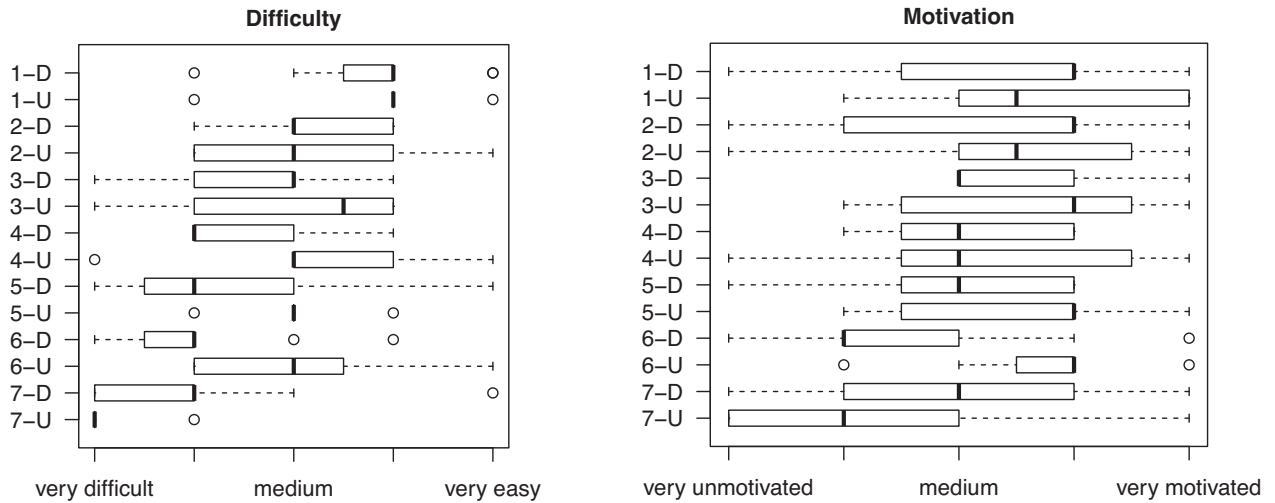 Difficulty
1−D
1−U
2−D
2−U
3−D
3−U
4−D
4−U
5−D
5−U
6−D
6−U
7−D
7−U
very difficult medium very easy
Motivation
1−D
1−U
2−D
2−U
3−D
3−U
4−D
4−U
5−D
5−U
6−D
6−U
7−D
7−U
very unmotivated medium very motivated